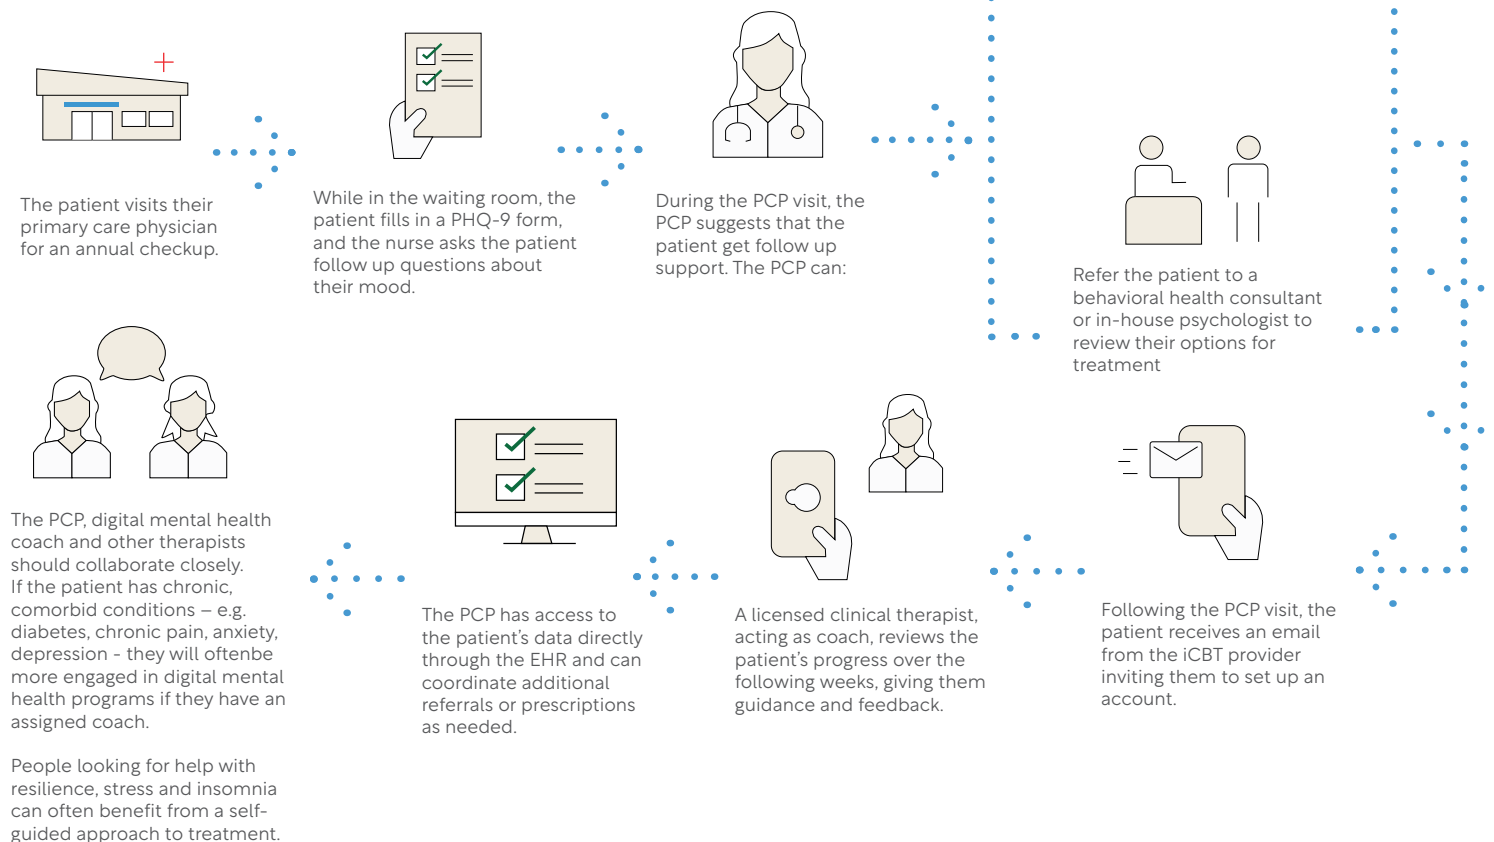 The patient visits their
primary care physician
for an annual checkup.
While in the waiting room, the
patient fills in a PHQ-9 form,
and the nurse asks the patient
follow up questions about
their mood.
During the PCP visit, the
PCP suggests that the
patient get follow up
support. The PCP can:
Refer the patient to a
behavioral health consultant
or in-house psychologist to
review their options for
treatment
Following the PCP visit, the
patient receives an email
from the iCBT provider
inviting them to set up an
account.
A licensed clinical therapist,
acting as coach, reviews the
patient’s progress over the
following weeks, giving them
guidance and feedback.
The PCP has access to
the patient’s data directly
through the EHR and can
coordinate additional
referrals or prescriptions
as needed.
The PCP, digital mental health
coach and other therapists
should collaborate closely.
If the patient has chronic,
comorbid conditions – e.g.
diabetes, chronic pain, anxiety,
depression - they will oftenbe
more engaged in digital mental
health programs if they have an
assigned coach.
People looking for help with
resilience, stress and insomnia
can often benefit from a self-
guided approach to treatment.